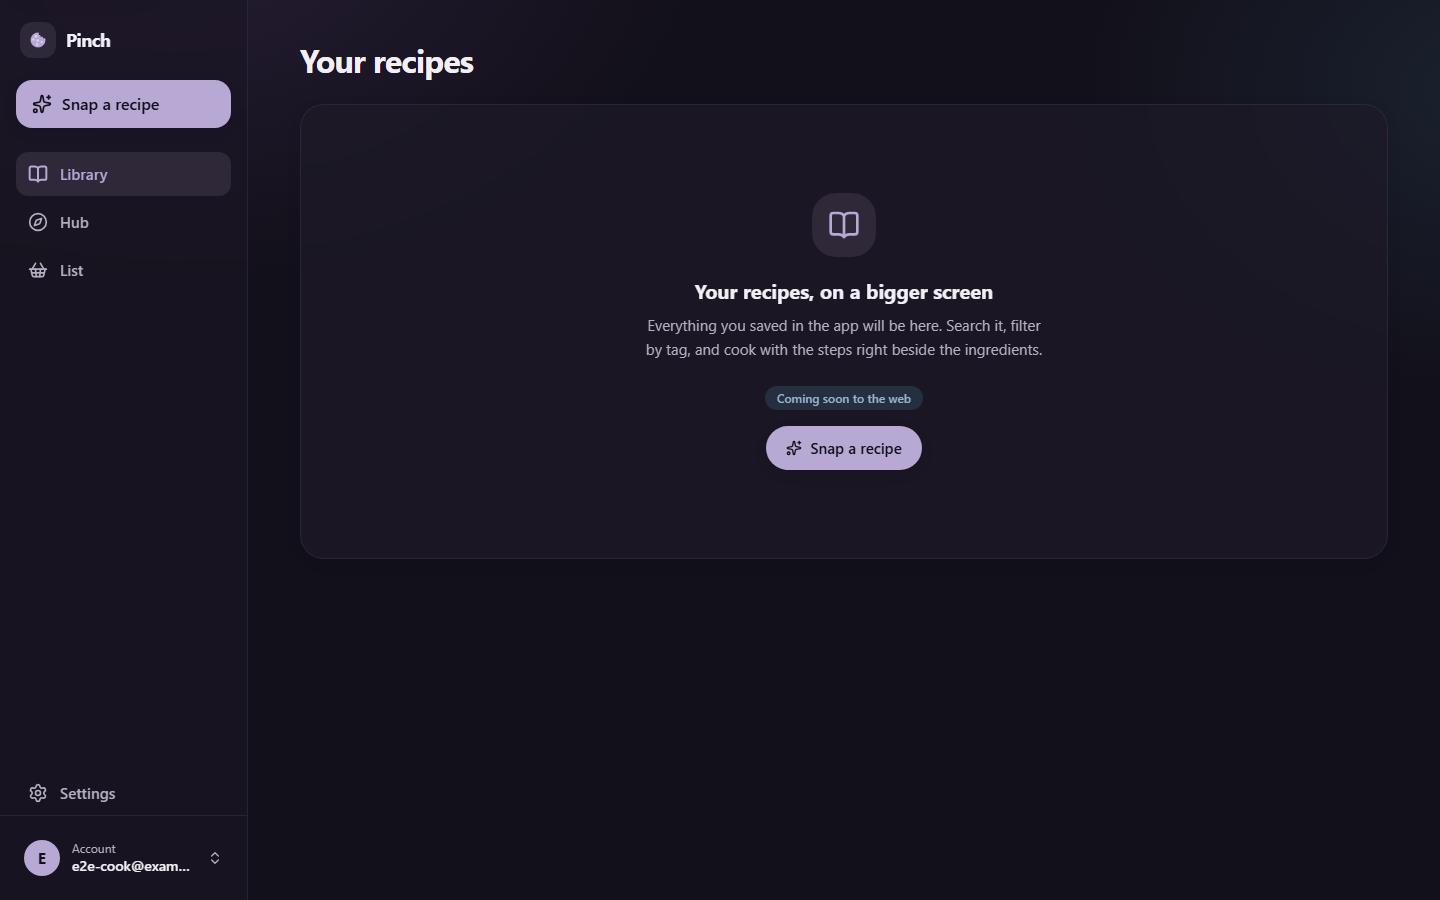 Pinch
Snap a recipe
Library
Hub
List
Settings
E
Account
e2e-cook@exam...
Your recipes
Your recipes, on a bigger screen
Everything you saved in the app will be here. Search it, filter
by tag, and cook with the steps right beside the ingredients.
Coming soon to the web
Snap a recipe